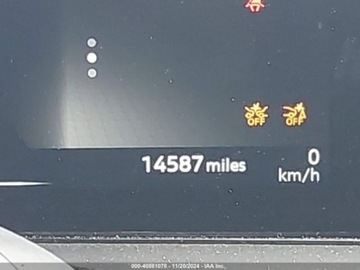 OFF OFF
14587 miles
0
km/h
000-40881078 - 11/20/2024 - IAA Inc.